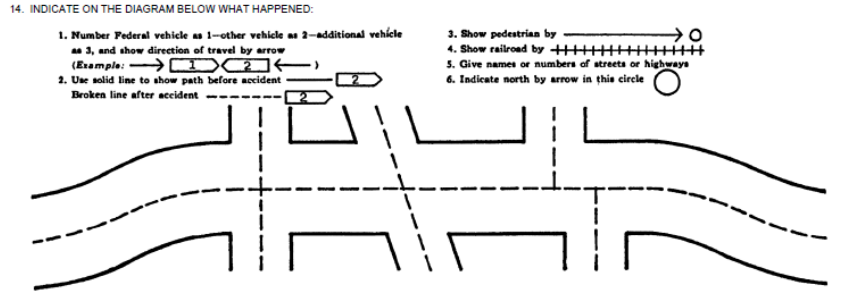 14. INDICATE ON THE DIAGRAM BELOW WHAT HAPPENED:
1. Number Federal vehicle as 1—other vehicle as 2—additional vehicle
as 3, and show direction of travel by arrow
(Example: 1 2 )
2. Use solid line to show path before accident 2
Broken line after accident 2
3. Show pedestrian by
4. Show railroad by
5. Give names or numbers of streets or highways
6. Indicate north by arrow in this circle